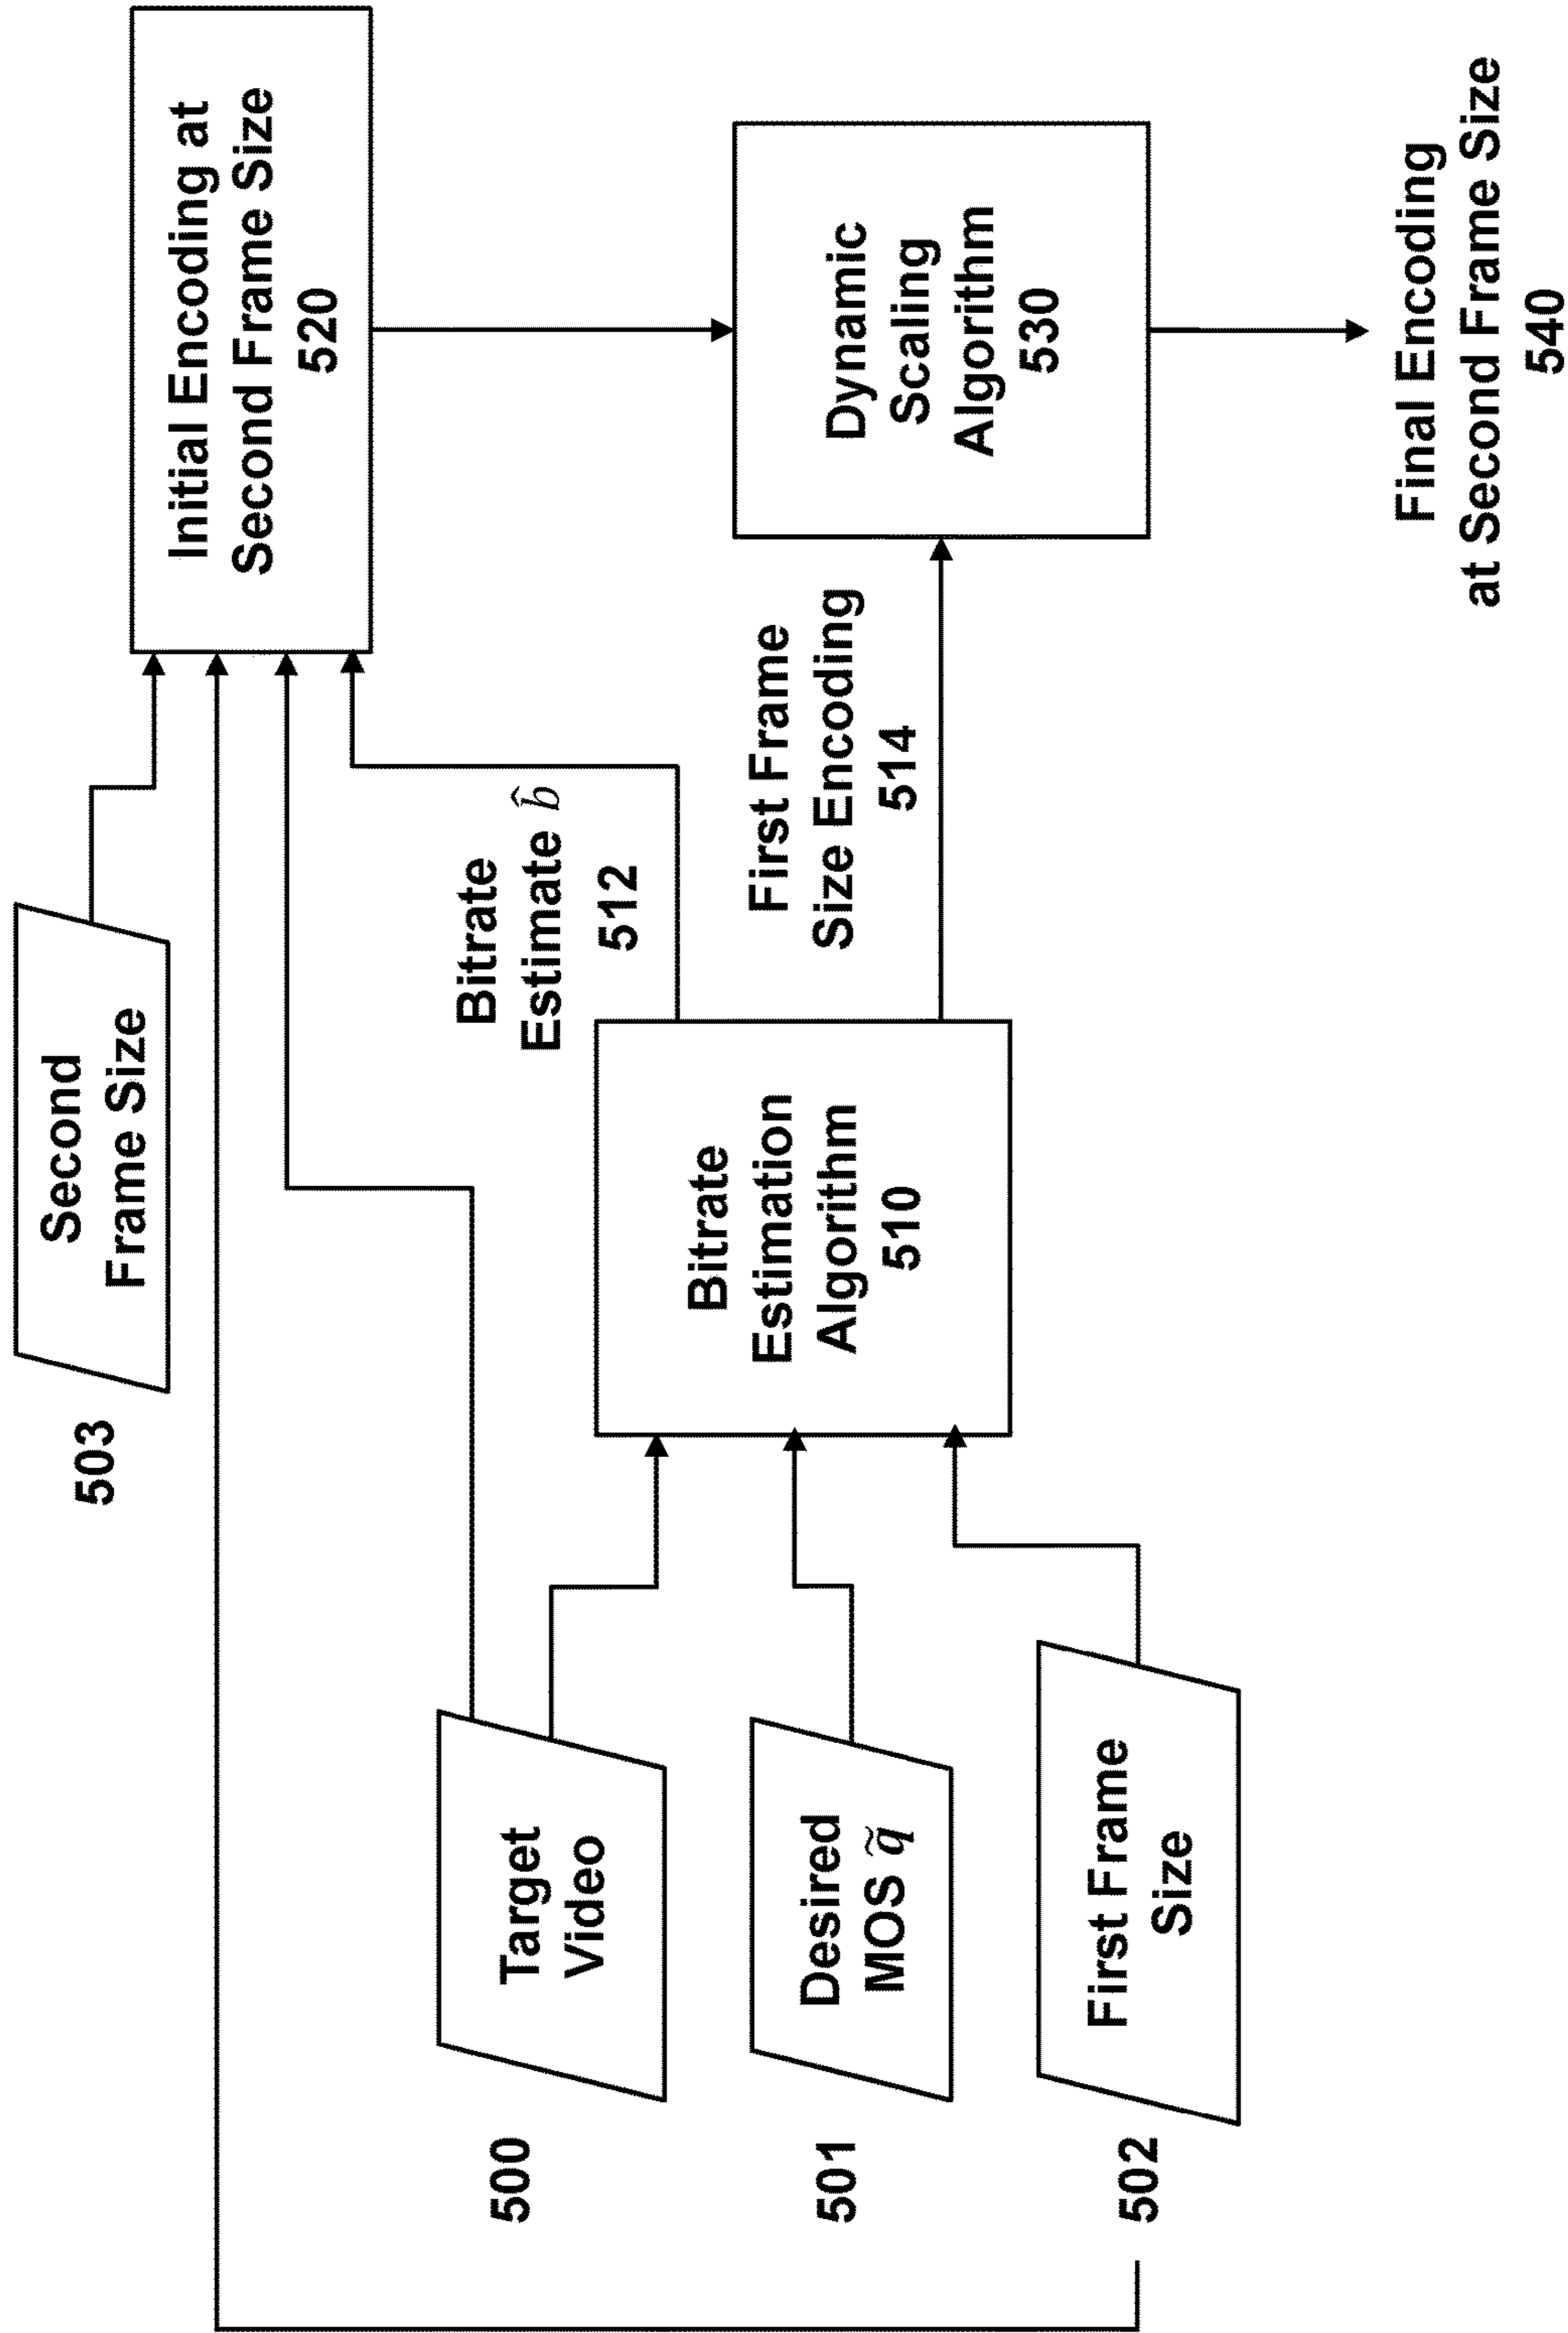 503
Second
Frame Size
Initial Encoding at
Second Frame Size
520
500
Target
Video
Bitrate
Estimate b̂
512
501
Desired
MOS q̃
Bitrate
Estimation
Algorithm
510
First Frame
Size Encoding
514
Dynamic
Scaling
Algorithm
530
502
First Frame
Size
Final Encoding
at Second Frame Size
540